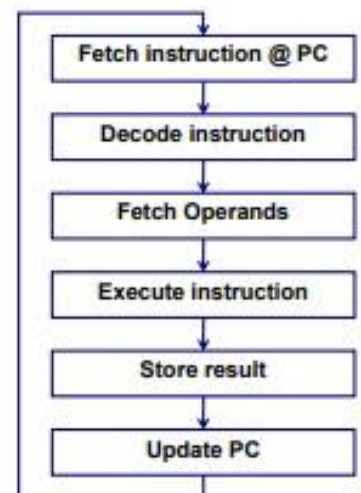 Fetch instruction @ PC
Decode instruction
Fetch Operands
Execute instruction
Store result
Update PC